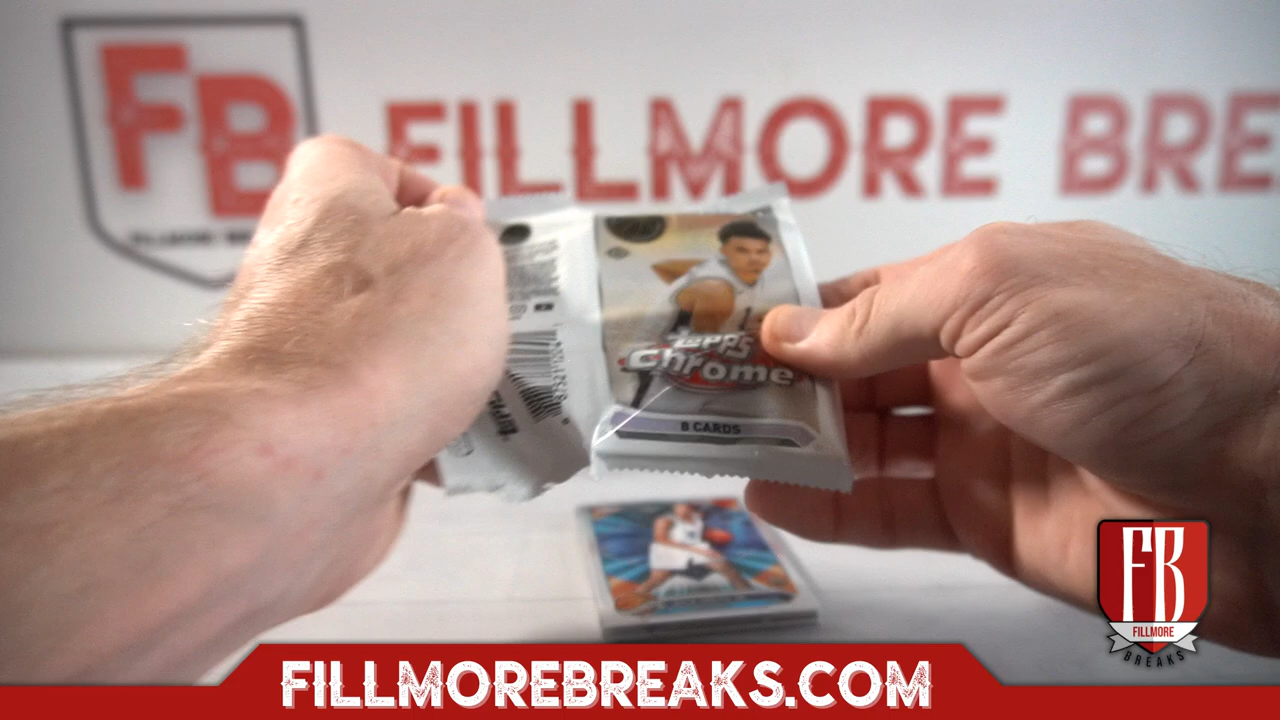 FB
FILLMORE BRE
Topps
Chrome
8 CARDS
FB
FILLMORE
BREAKS
FILLMOREBREAKS.COM